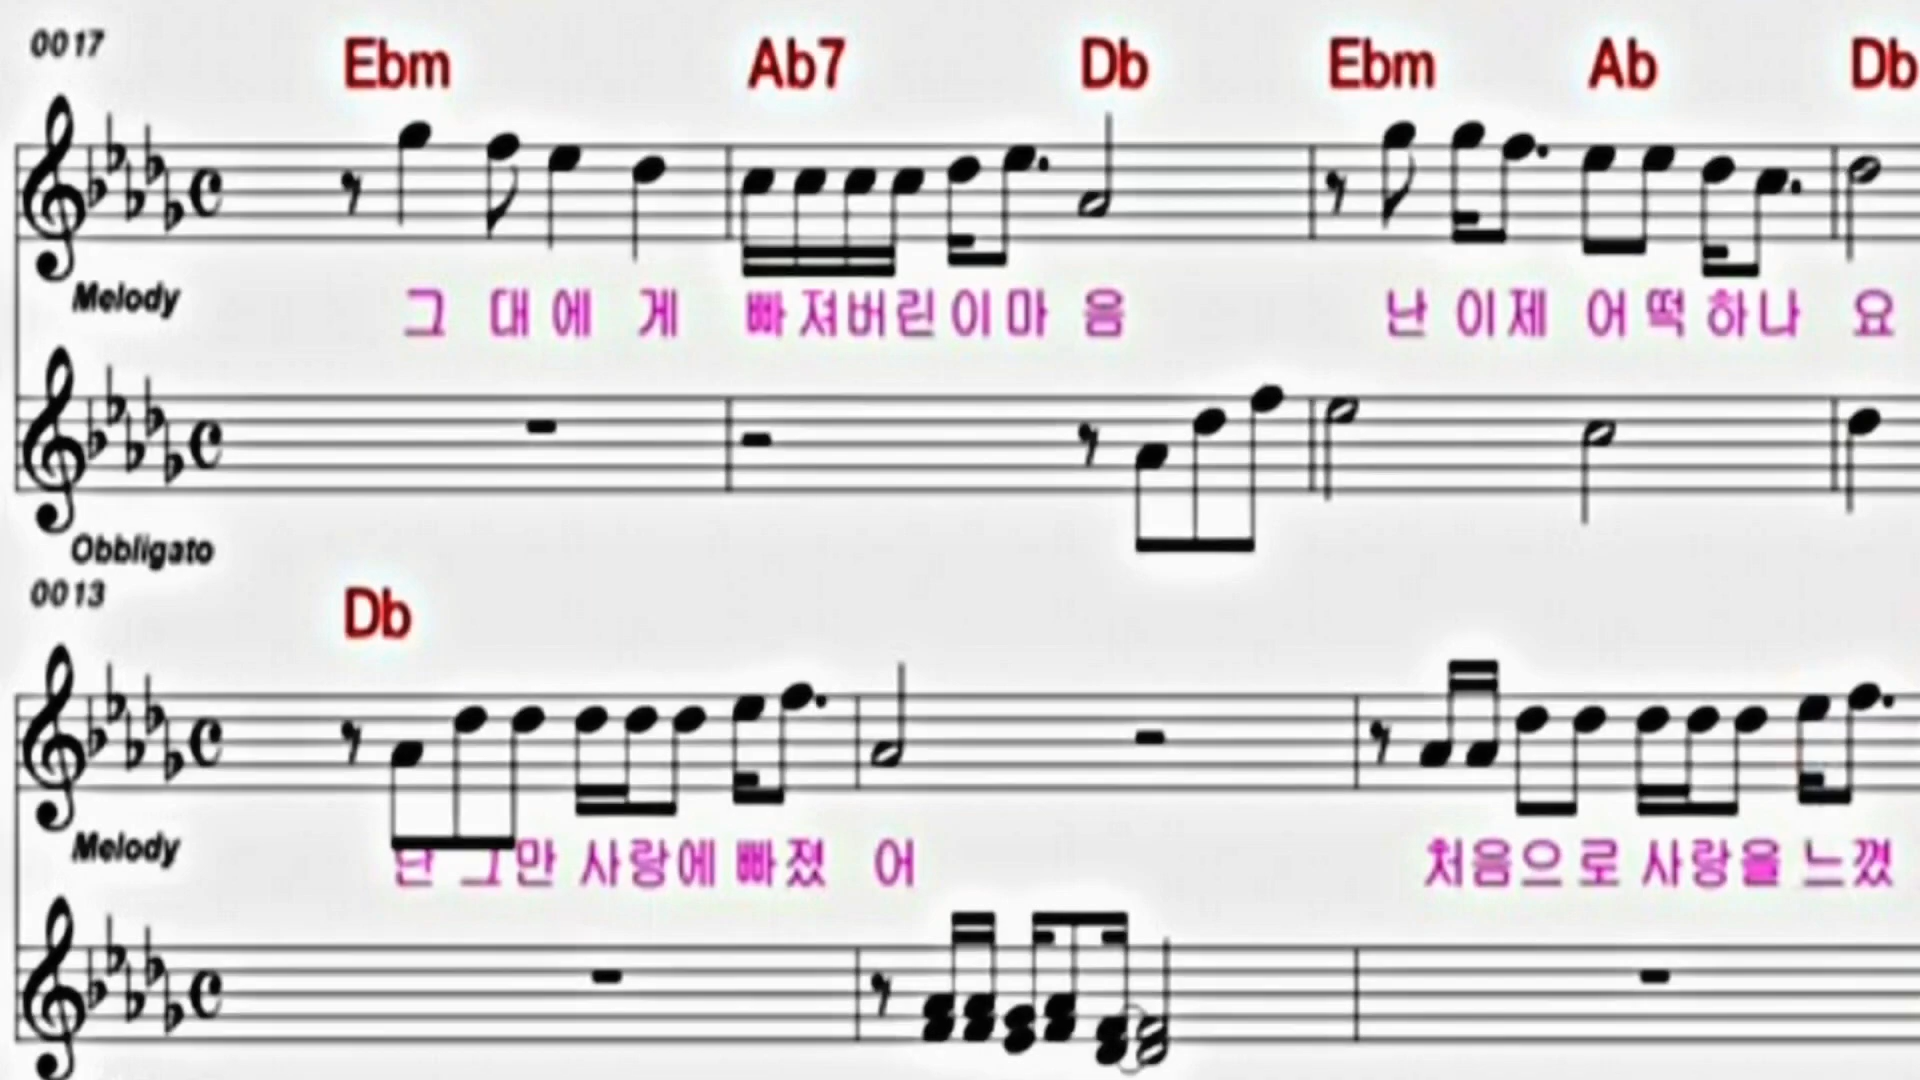 0017
Ebm Ab7 Db Ebm Ab Db
Melody 그 대 에 게 빠 져 버 린 이 마 음 난 이 제 어 떡 하 나 요
Obbligato
0013
Db
Melody 난 그 만 사 랑 에 빠 졌 어 처 음 으 로 사 랑 을 느 꼈